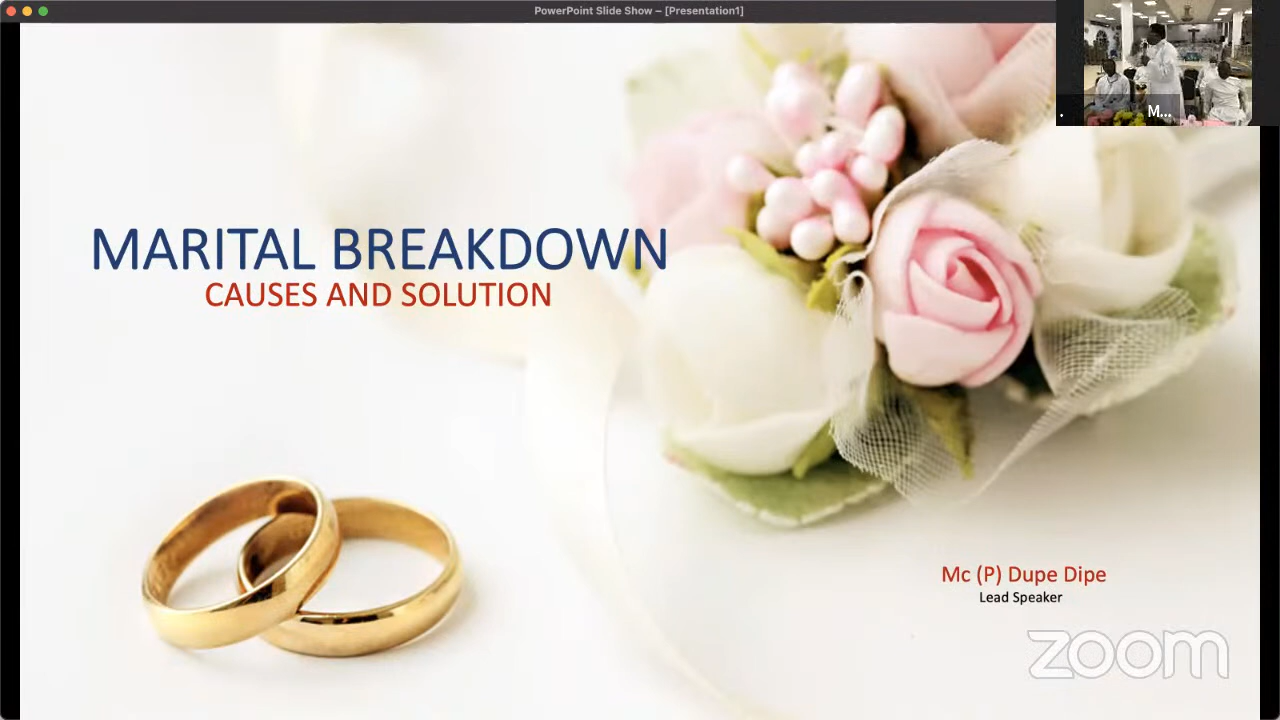 PowerPoint Slide Show – [Presentation1]
M...
MARITAL BREAKDOWN
CAUSES AND SOLUTION
Mc (P) Dupe Dipe
Lead Speaker
zoom